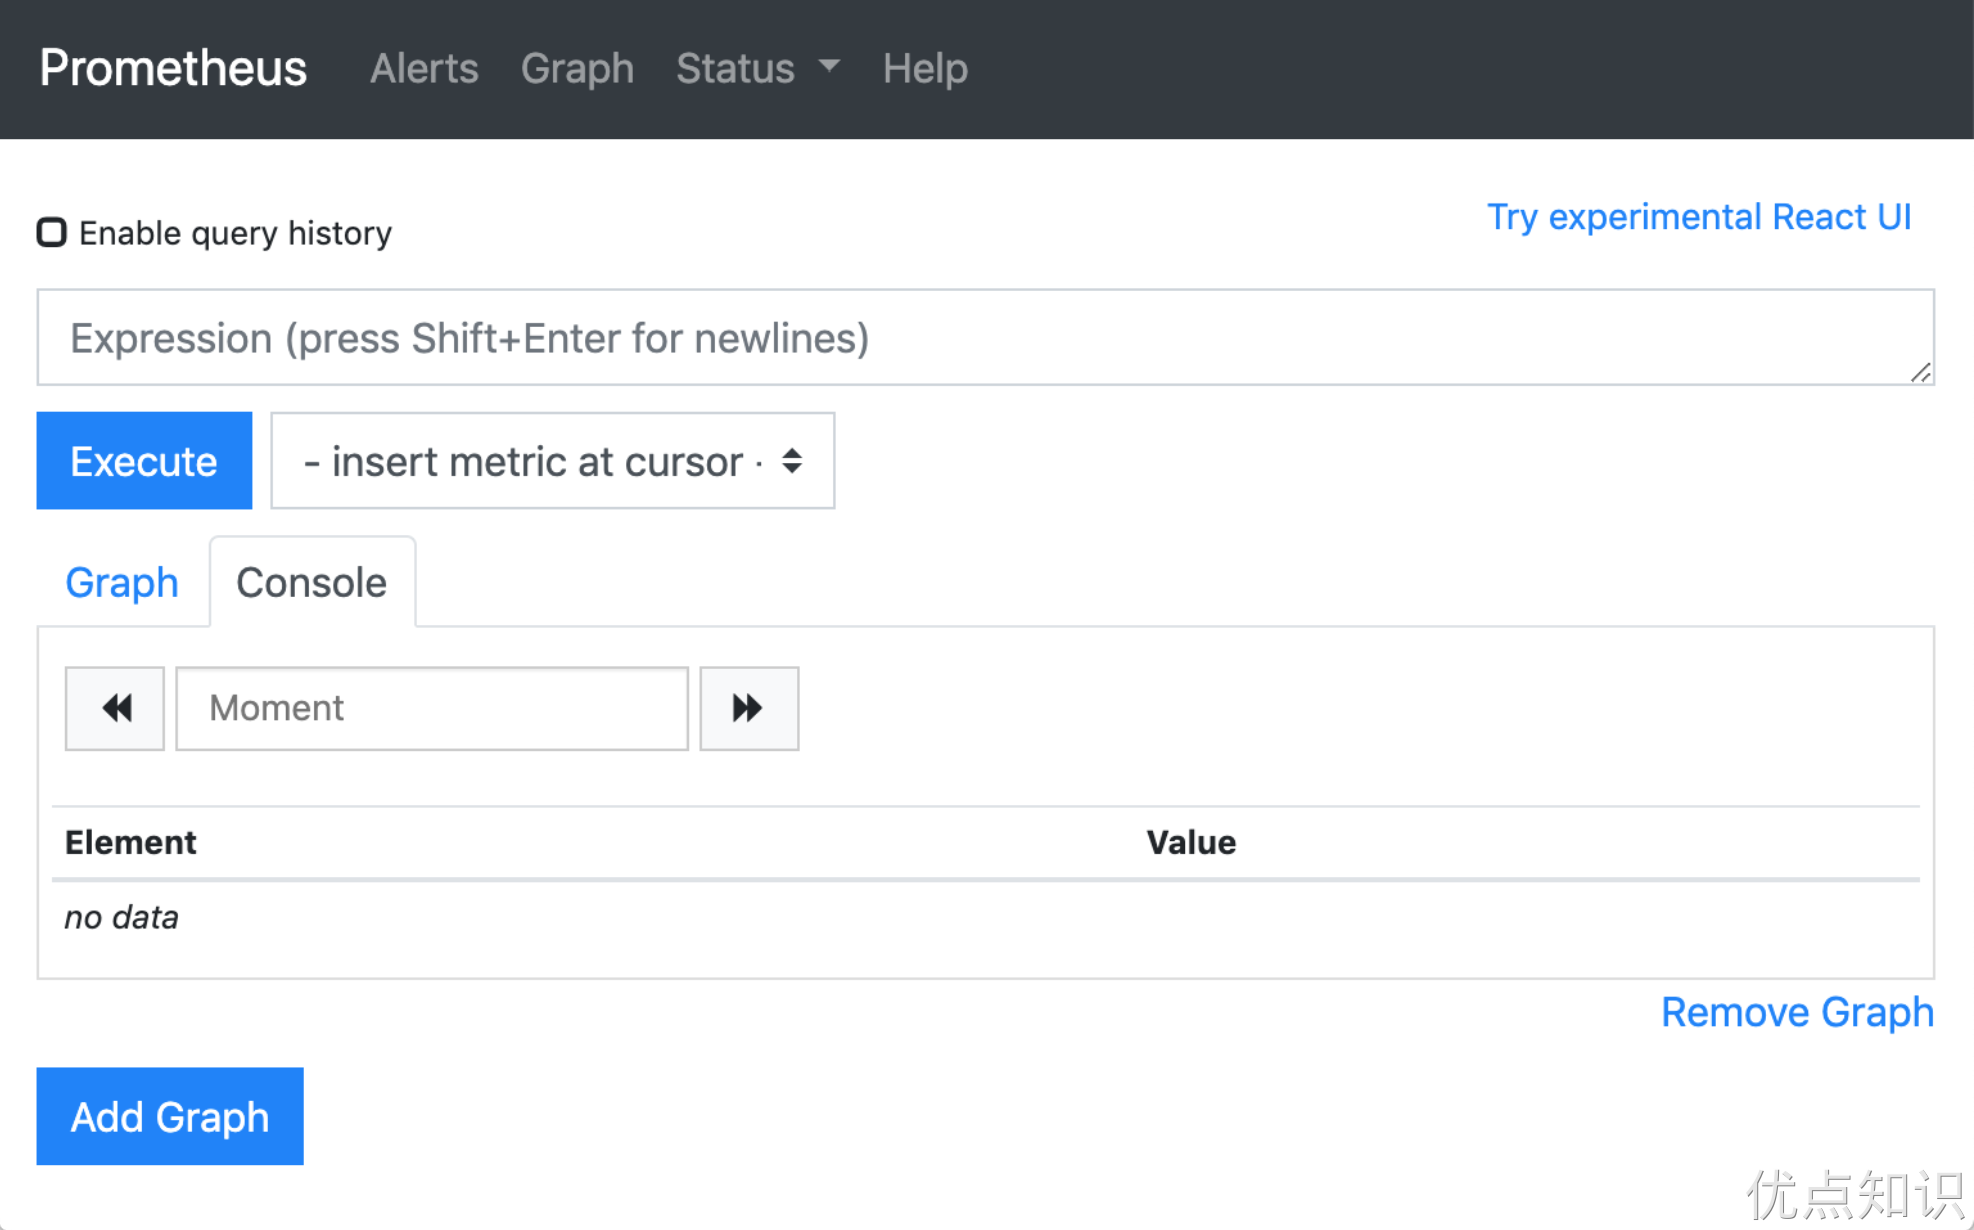 Prometheus Alerts Graph Status Help
Try experimental React UI
Enable query history
Expression (press Shift+Enter for newlines)
Execute - insert metric at cursor -
Graph Console
Moment
Element Value
no data
Remove Graph
Add Graph
优点知识